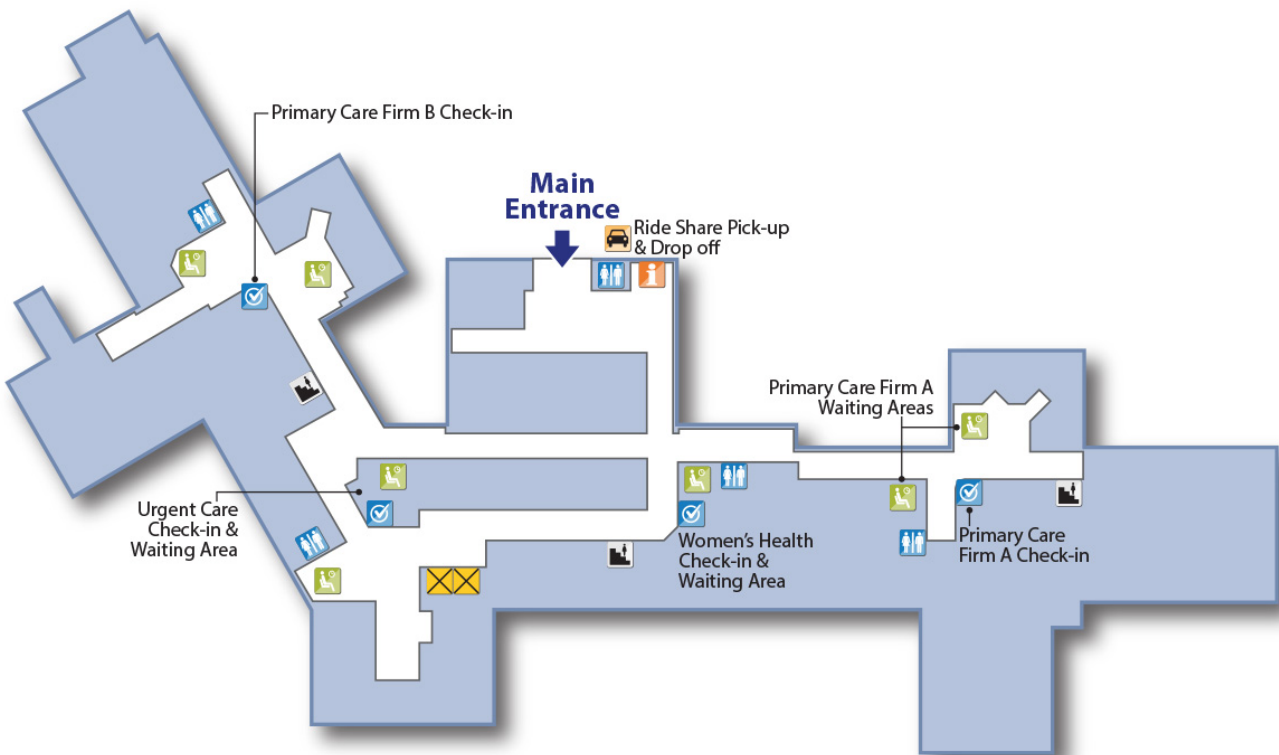 Primary Care Firm B Check-in
Main
Entrance
Ride Share Pick-up
& Drop off
Primary Care Firm A
Waiting Areas
Urgent Care
Check-in &
Waiting Area
Women’s Health
Check-in &
Waiting Area
Primary Care
Firm A Check-in